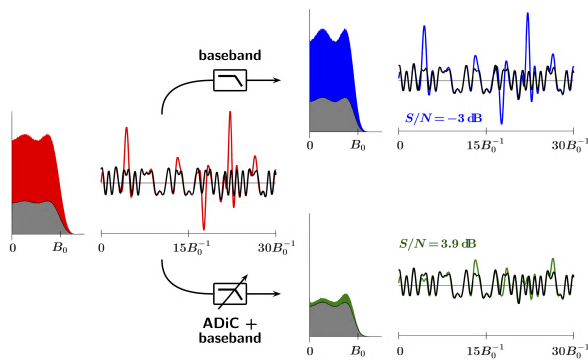 baseband
S/N = −3 dB
0 B₀ 0 15B₀⁻¹ 30B₀⁻¹
0 B₀ 0 15B₀⁻¹ 30B₀⁻¹
S/N = 3.9 dB
ADiC +
baseband
0 B₀ 0 15B₀⁻¹ 30B₀⁻¹